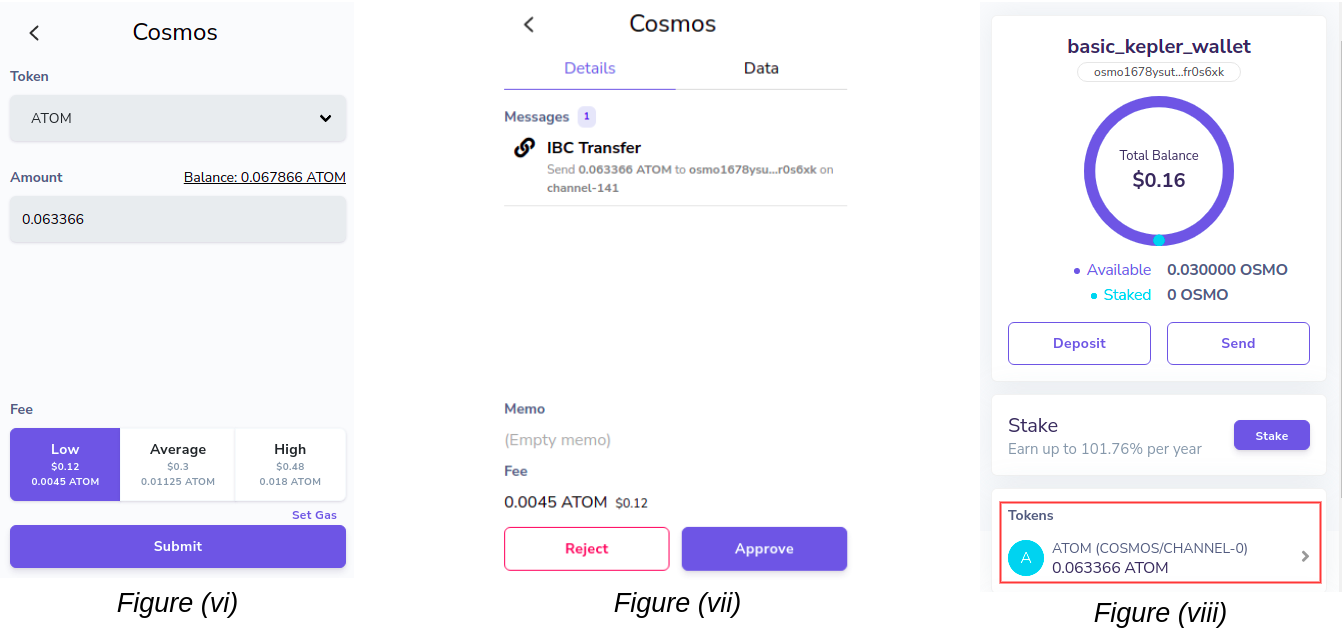 Cosmos
Token
ATOM
Amount Balance: 0.067866 ATOM
0.063366
Fee
Low Average High
$0.12 $0.3 $0.48
0.0045 ATOM 0.01125 ATOM 0.018 ATOM
Set Gas
Submit
Figure (vi)
Cosmos
Details Data
Messages 1
IBC Transfer
Send 0.063366 ATOM to osmo1678ysu...r0s6xk on
channel-141
Memo
(Empty memo)
Fee
0.0045 ATOM $0.12
Reject Approve
Figure (vii)
basic_kepler_wallet
osmo1678ysut...fr0s6xk
Total Balance
$0.16
Available 0.030000 OSMO
Staked 0 OSMO
Deposit Send
Stake
Earn up to 101.76% per year
Stake
Tokens
A
ATOM (COSMOS/CHANNEL-0)
0.063366 ATOM
Figure (viii)